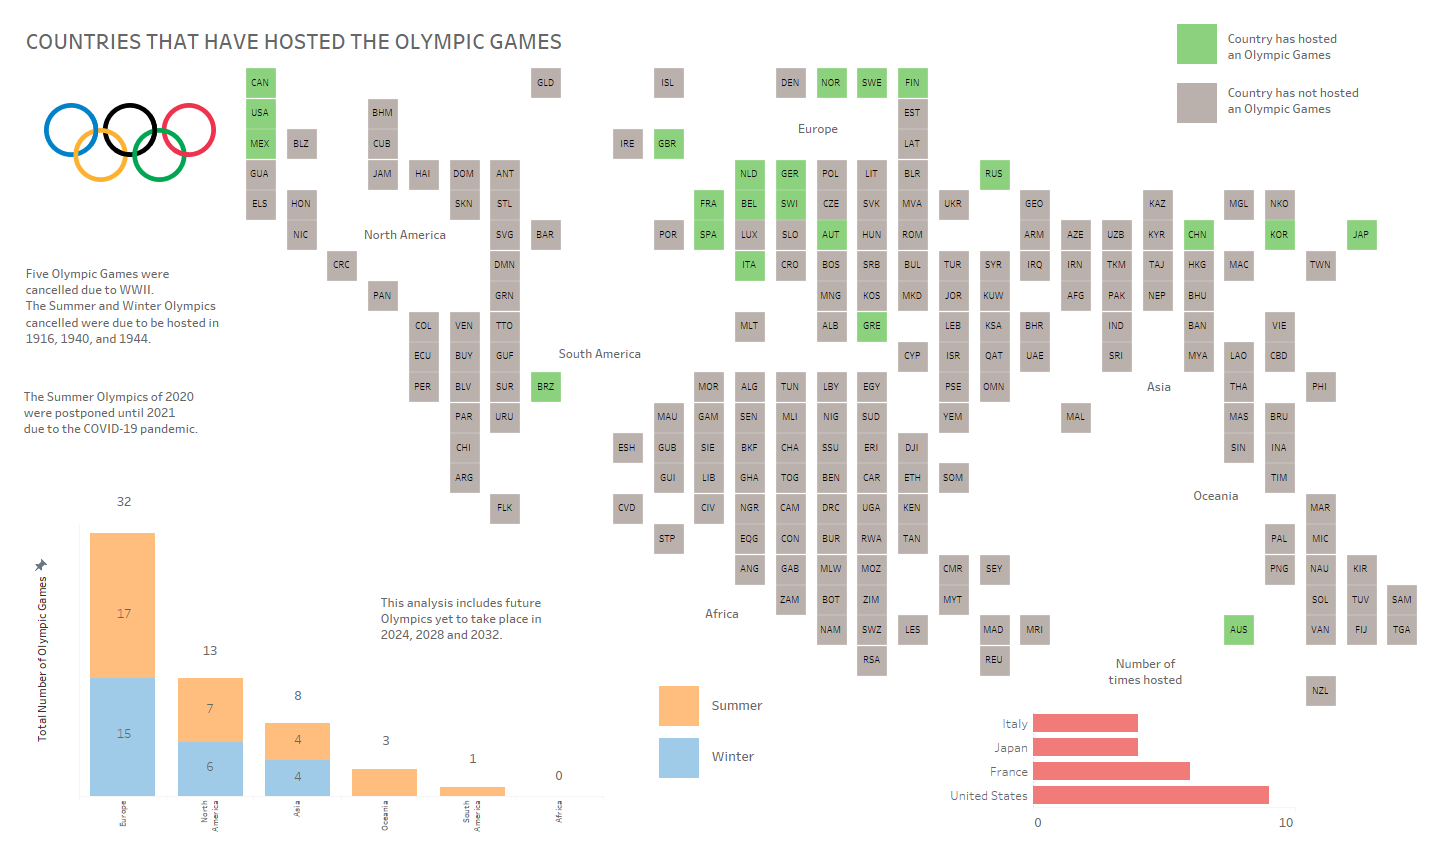 COUNTRIES THAT HAVE HOSTED THE OLYMPIC GAMES
Country has hosted
an Olympic Games
Country has not hosted
an Olympic Games
CAN GLD ISL DEN NOR SWE FIN
USA BHM EST
Europe
MEX BLZ CUB IRE GBR LAT
GUA JAM HAI DOM ANT NLD GER POL LIT BLR RUS
ELS HON SKN STL FRA BEL SWI CZE SVK MVA UKR GEO KAZ MGL NKO
NIC North America SVG BAR POR SPA LUX SLO AUT HUN ROM ARM AZE UZB KYR CHN KOR JAP
CRC DMN ITA CRO BOS SRB BUL TUR SYR IRQ IRN TKM TAJ HKG MAC TWN
PAN GRN MNG KOS MKD JOR KUW AFG PAK NEP BHU
COL VEN TTO MLT ALB GRE LEB KSA BHR IND BAN VIE
ECU BUY GUF South America CYP ISR QAT UAE SRI MYA LAO CBD
PER BLV SUR BRZ MOR ALG TUN LBY EGY PSE OMN Asia THA PHI
PAR URU MAU GAM SEN MLI NIG SUD YEM MAL MAS BRU
CHI ESH GUB SIE BKF CHA SSU ERI DJI SIN INA
ARG GUI LIB GHA TOG BEN CAR ETH SOM TIM
Oceania
FLK CVD CIV NGR CAM DRC UGA KEN MAR
STP EQG CON BUR RWA TAN PAL MIC
ANG GAB MLW MOZ CMR SEY PNG NAU KIR
ZAM BOT ZIM MYT SOL TUV SAM
Africa
NAM SWZ LES MAD MRI AUS VAN FIJ TGA
RSA REU
NZL
Five Olympic Games were
cancelled due to WWII.
The Summer and Winter Olympics
cancelled were due to be hosted in
1916, 1940, and 1944.
The Summer Olympics of 2020
were postponed until 2021
due to the COVID-19 pandemic.
This analysis includes future
Olympics yet to take place in
2024, 2028 and 2032.
Total Number of Olympic Games
32
17
15
13
7
6
8
4
4
3
1
0
Europe
North
America
Asia
Oceania
South
America
Africa
Summer
Winter
Number of
times hosted
Italy
Japan
France
United States
0 10